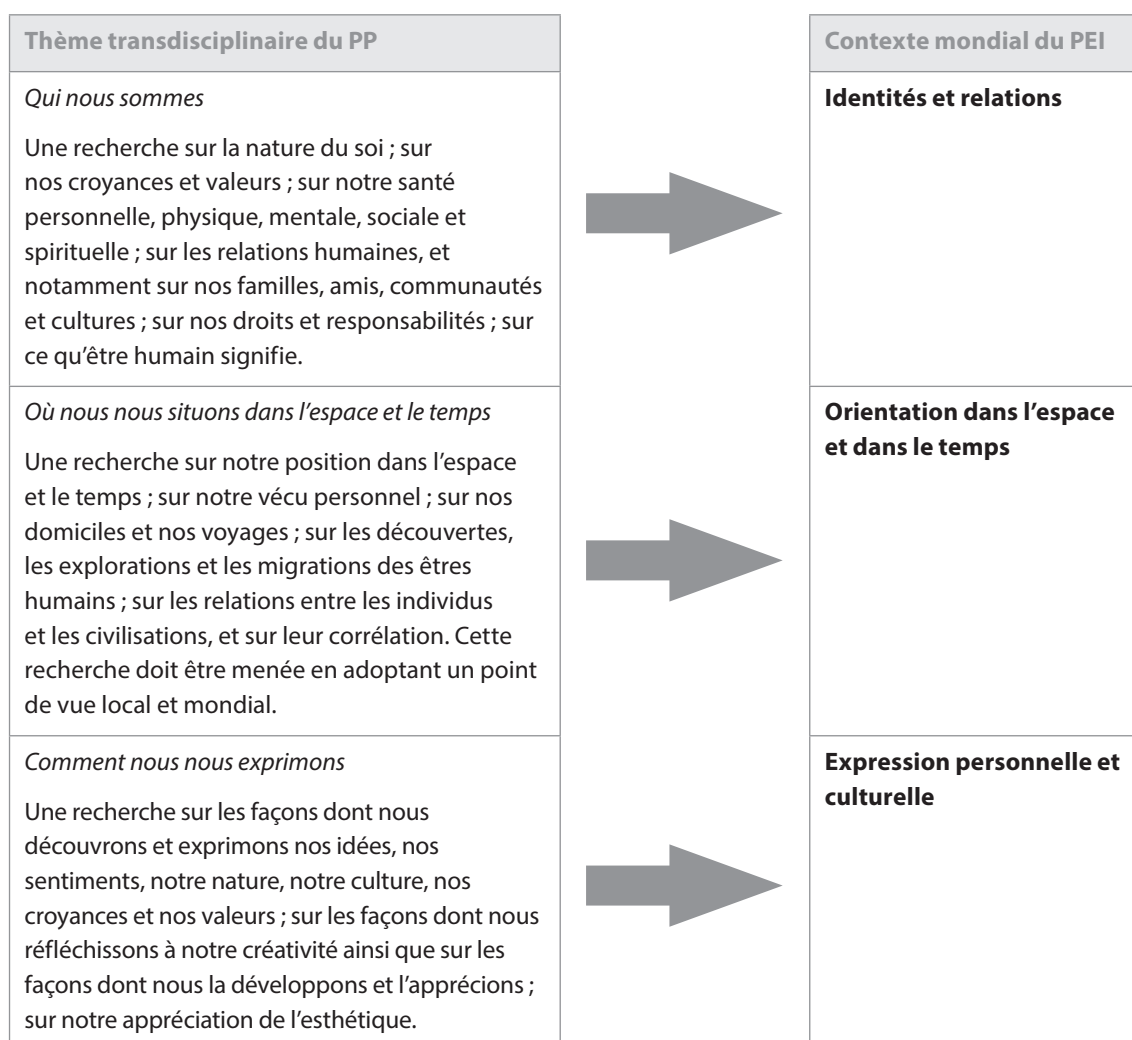 Thème transdisciplinaire du PP
Contexte mondial du PEI
Qui nous sommes
Une recherche sur la nature du soi ; sur
nos croyances et valeurs ; sur notre santé
personnelle, physique, mentale, sociale et
spirituelle ; sur les relations humaines, et
notamment sur nos familles, amis, communautés
et cultures ; sur nos droits et responsabilités ; sur
ce qu’être humain signifie.
Identités et relations
Où nous nous situons dans l’espace et le temps
Une recherche sur notre position dans l’espace
et le temps ; sur notre vécu personnel ; sur nos
domiciles et nos voyages ; sur les découvertes,
les explorations et les migrations des êtres
humains ; sur les relations entre les individus
et les civilisations, et sur leur corrélation. Cette
recherche doit être menée en adoptant un point
de vue local et mondial.
Orientation dans l’espace
et dans le temps
Comment nous nous exprimons
Une recherche sur les façons dont nous
découvrons et exprimons nos idées, nos
sentiments, notre nature, notre culture, nos
croyances et nos valeurs ; sur les façons dont nous
réfléchissons à notre créativité ainsi que sur les
façons dont nous la développons et l’apprécions ;
sur notre appréciation de l’esthétique.
Expression personnelle et
culturelle